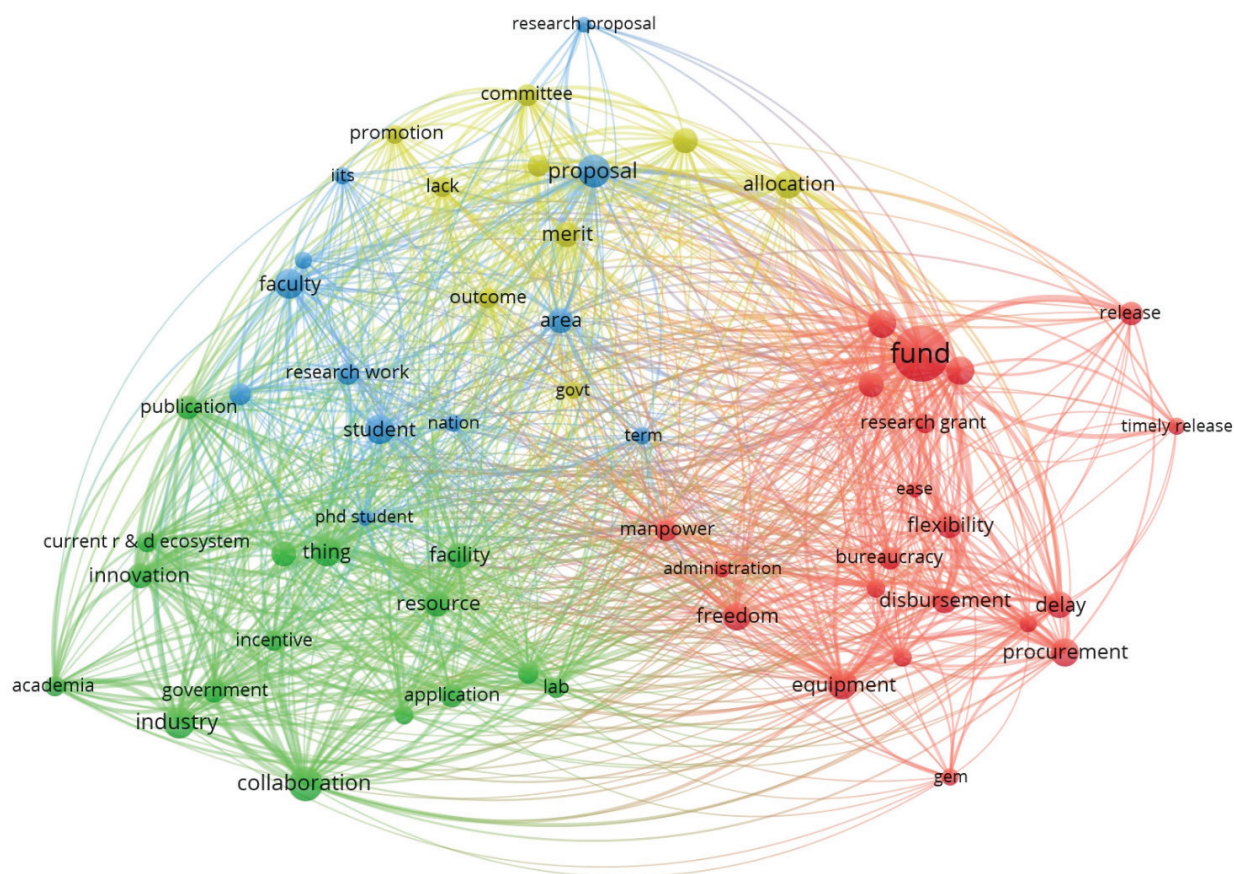 research proposal
committee
promotion
proposal
iits
lack
allocation
merit
faculty
outcome
area
release
fund
research work
govt
publication
student
nation
term
research grant
timely release
ease
phd student
manpower
flexibility
current r & d ecosystem
thing
facility
bureaucracy
innovation
administration
resource
freedom
disbursement
delay
incentive
procurement
academia
government
application
lab
equipment
industry
collaboration
gem